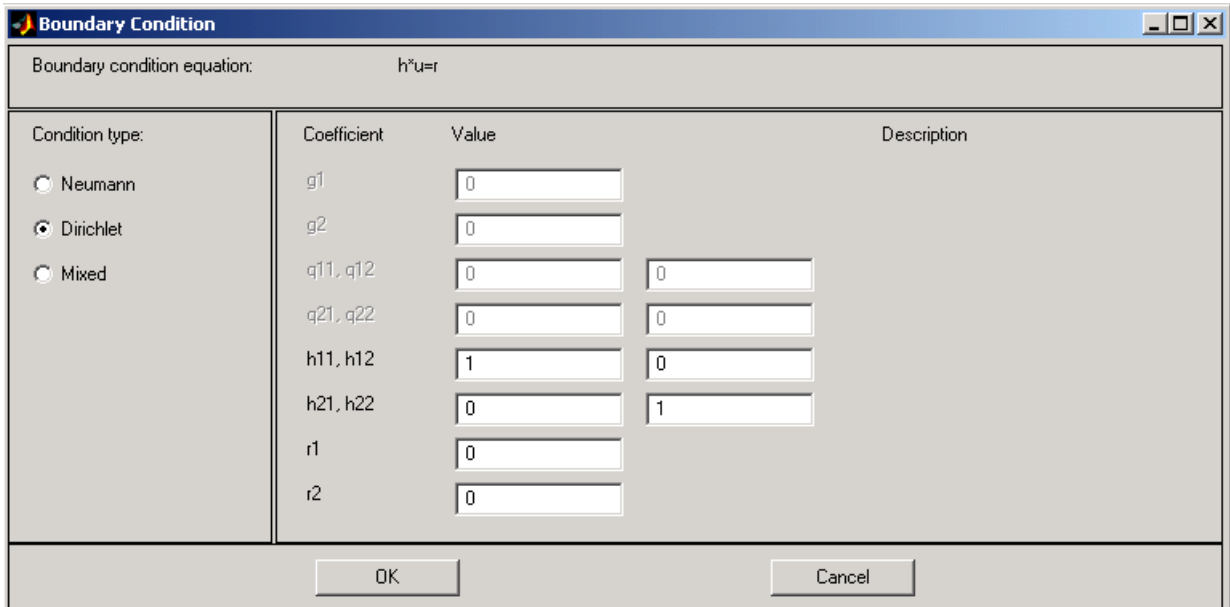 Boundary Condition
Boundary condition equation: h*u=r
Condition type:
Neumann
Dirichlet
Mixed
Coefficient Value Description
g1 0
g2 0
q11, q12 0 0
q21, q22 0 0
h11, h12 1 0
h21, h22 0 1
r1 0
r2 0
OK Cancel